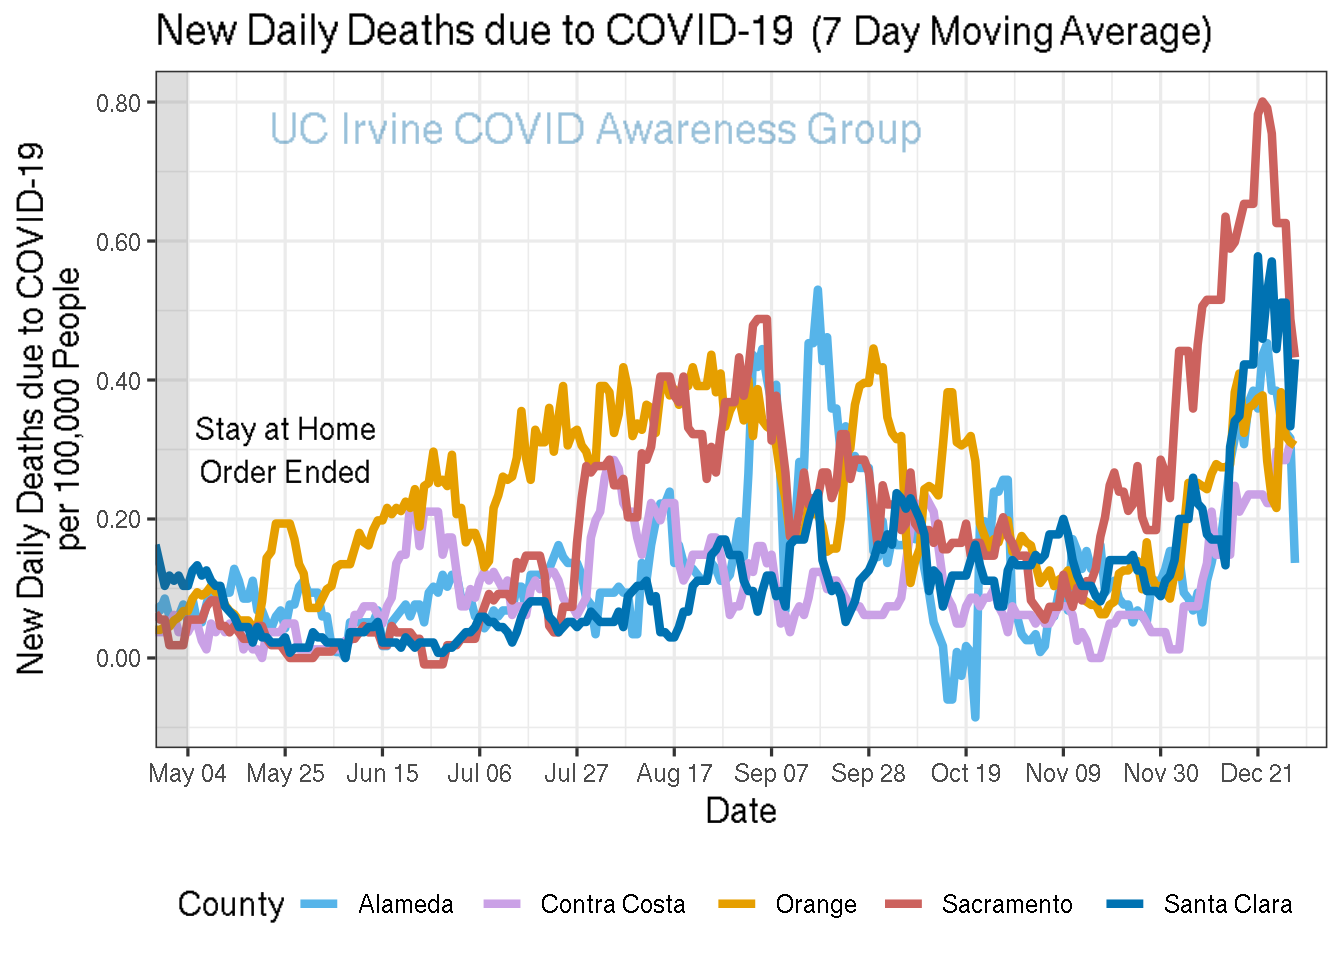 New Daily Deaths due to COVID-19 (7 Day Moving Average)
New Daily Deaths due to COVID-19
per 100,000 People
0.80
0.60
0.40
0.20
0.00
UC Irvine COVID Awareness Group
Stay at Home
Order Ended
May 04 May 25 Jun 15 Jul 06 Jul 27 Aug 17 Sep 07 Sep 28 Oct 19 Nov 09 Nov 30 Dec 21
Date
County Alameda Contra Costa Orange Sacramento Santa Clara